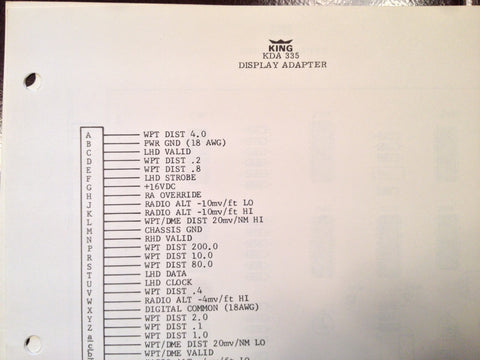 KING
KDA 335
DISPLAY ADAPTER
A WPT DIST 4.0
B PWR GND (18 AWG)
C LHD VALID
D WPT DIST .2
E WPT DIST .8
F LHD STROBE
G +16VDC
H RA OVERRIDE
J RADIO ALT -10mv/ft LO
K RADIO ALT -10mv/ft HI
L WPT/DME DIST 20mv/NM HI
M CHASSIS GND
N RHD VALID
P WPT DIST 200.0
R WPT DIST 10.0
S WPT DIST 80.0
T LHD DATA
U LHD CLOCK
V WPT DIST .4
W RADIO ALT -4mv/ft HI
X DIGITAL COMMON (18AWG)
Y WPT DIST 2.0
Z WPT DIST .1
a WPT DIST 1.0
c WPT/DME DIST 20mv/NM LO
b WPT/DME VALID